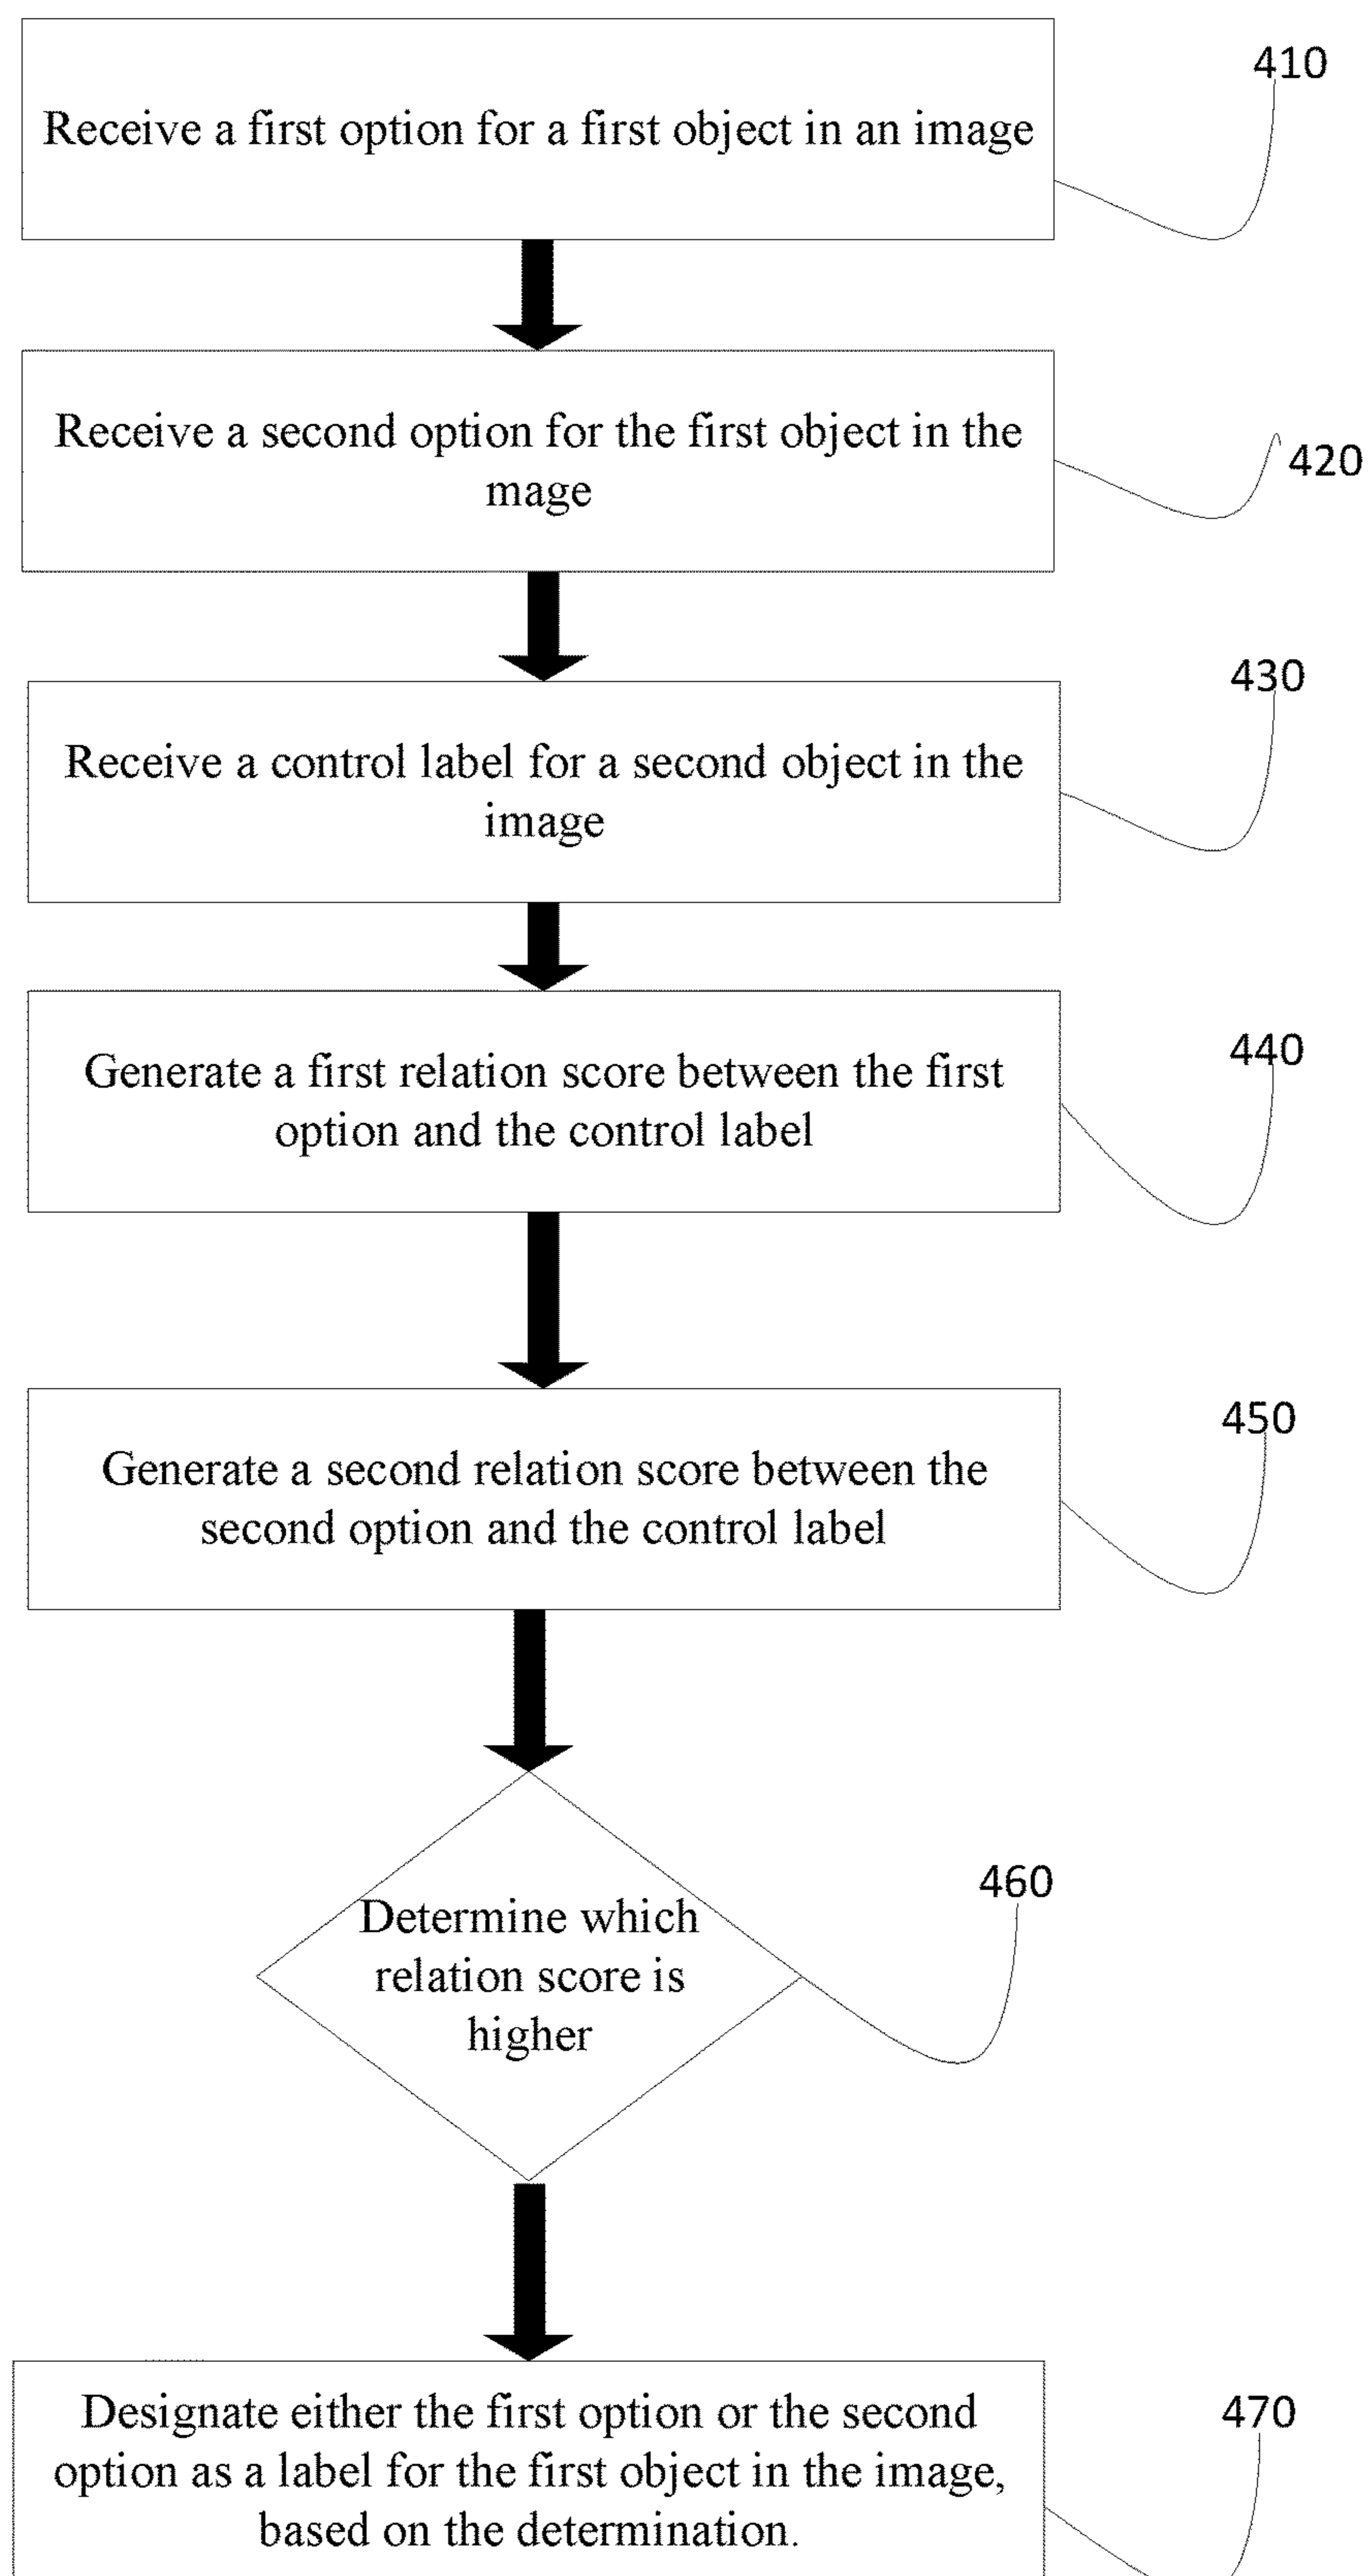 410
Receive a first option for a first object in an image
Receive a second option for the first object in the
mage
420
430
Receive a control label for a second object in the
image
440
Generate a first relation score between the first
option and the control label
450
Generate a second relation score between the
second option and the control label
460
Determine which
relation score is
higher
470
Designate either the first option or the second
option as a label for the first object in the image,
based on the determination.